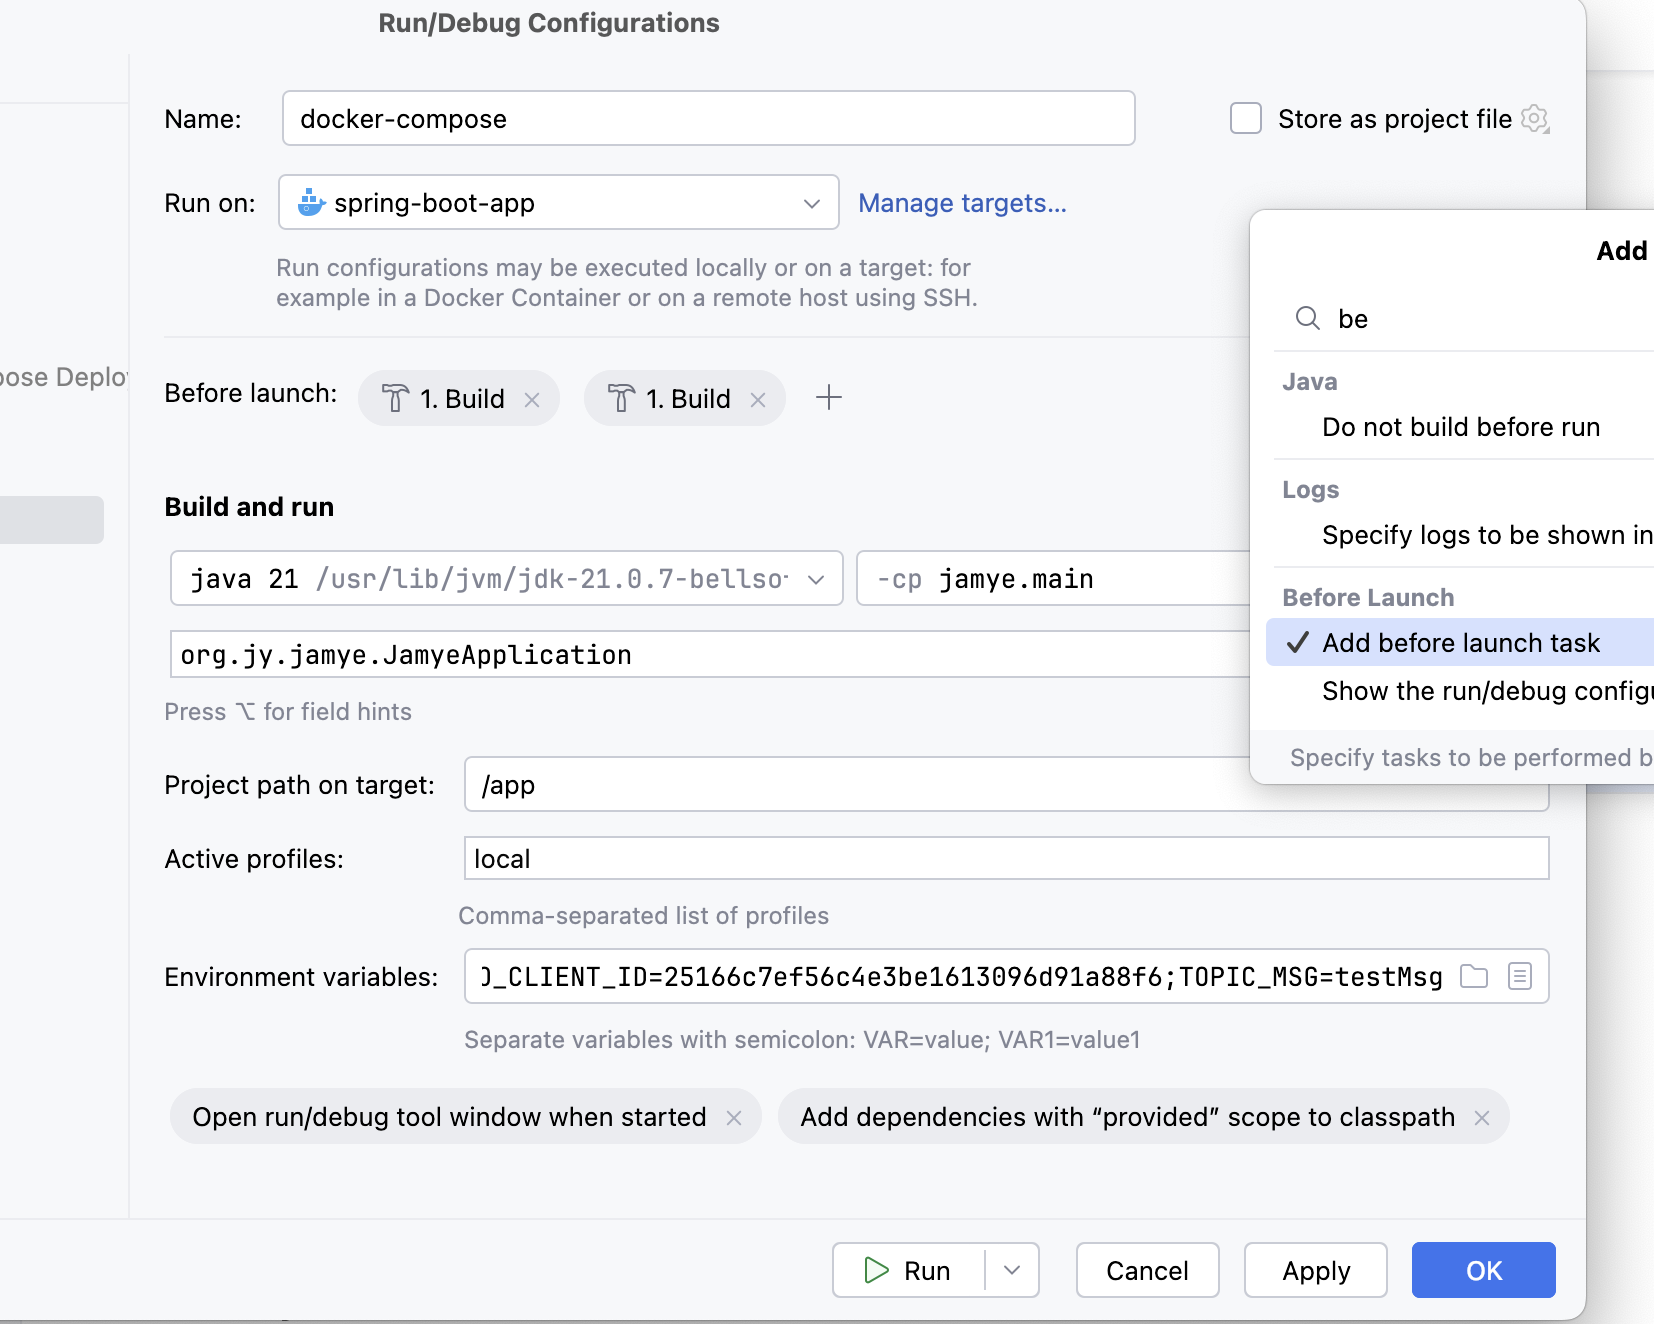 Run/Debug Configurations
Name:
docker-compose
Store as project file
Run on:
spring-boot-app
Manage targets...
Run configurations may be executed locally or on a target: for
example in a Docker Container or on a remote host using SSH.
pose Deploy
Before launch:
1. Build
1. Build
Build and run
java 21 /usr/lib/jvm/jdk-21.0.7-bellso
-cp jamye.main
org.jy.jamye.JamyeApplication
Press ⌥ for field hints
Project path on target:
/app
Active profiles:
local
Comma-separated list of profiles
Environment variables:
_CLIENT_ID=25166c7ef56c4e3be1613096d91a88f6;TOPIC_MSG=testMsg
Separate variables with semicolon: VAR=value; VAR1=value1
Open run/debug tool window when started
Add dependencies with “provided” scope to classpath
Run
Cancel
Apply
OK
Add
be
Java
Do not build before run
Logs
Specify logs to be shown in
Before Launch
Add before launch task
Show the run/debug configu
Specify tasks to be performed b